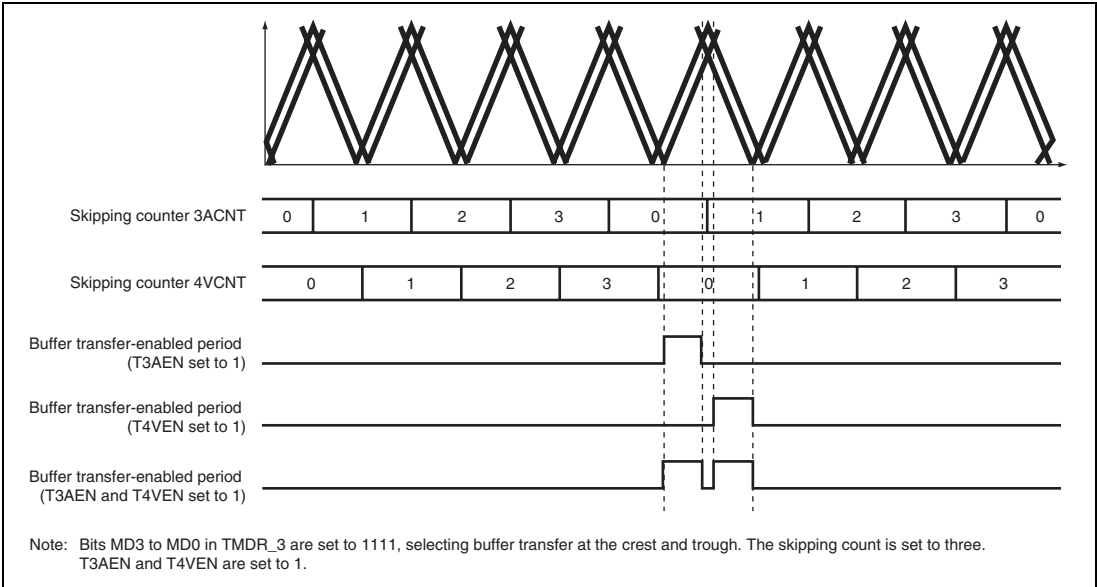 Skipping counter 3ACNT 0 1 2 3 0 1 2 3 0
Skipping counter 4VCNT 0 1 2 3 0 1 2 3
Buffer transfer-enabled period
(T3AEN set to 1)
Buffer transfer-enabled period
(T4VEN set to 1)
Buffer transfer-enabled period
(T3AEN and T4VEN set to 1)
Note: Bits MD3 to MD0 in TMDR_3 are set to 1111, selecting buffer transfer at the crest and trough. The skipping count is set to three.
T3AEN and T4VEN are set to 1.